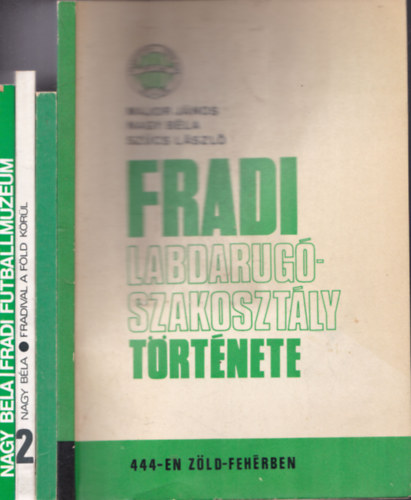 NAGY BÉLA | FRADI FUTBALLMÚZEUM
2 NAGY BÉLA ● FRADIVAL A FÖLD KÖRÜL
MAJOR JÁNOS
NAGY BÉLA
SZŰCS LÁSZLÓ
FRADI
LABDARUGÓ-
SZAKOSZTÁLY
TÖRTÉNETE
444-EN ZÖLD-FEHÉRBEN